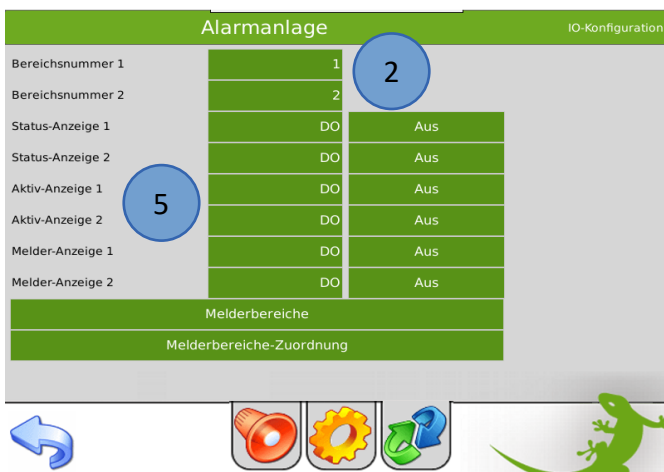 Alarmanlage IO-Konfiguration
Bereichsnummer 1 1
2
Bereichsnummer 2 2
Status-Anzeige 1 DO Aus
Status-Anzeige 2 DO Aus
Aktiv-Anzeige 1 DO Aus
5
Aktiv-Anzeige 2 DO Aus
Melder-Anzeige 1 DO Aus
Melder-Anzeige 2 DO Aus
Melderbereiche
Melderbereiche-Zuordnung